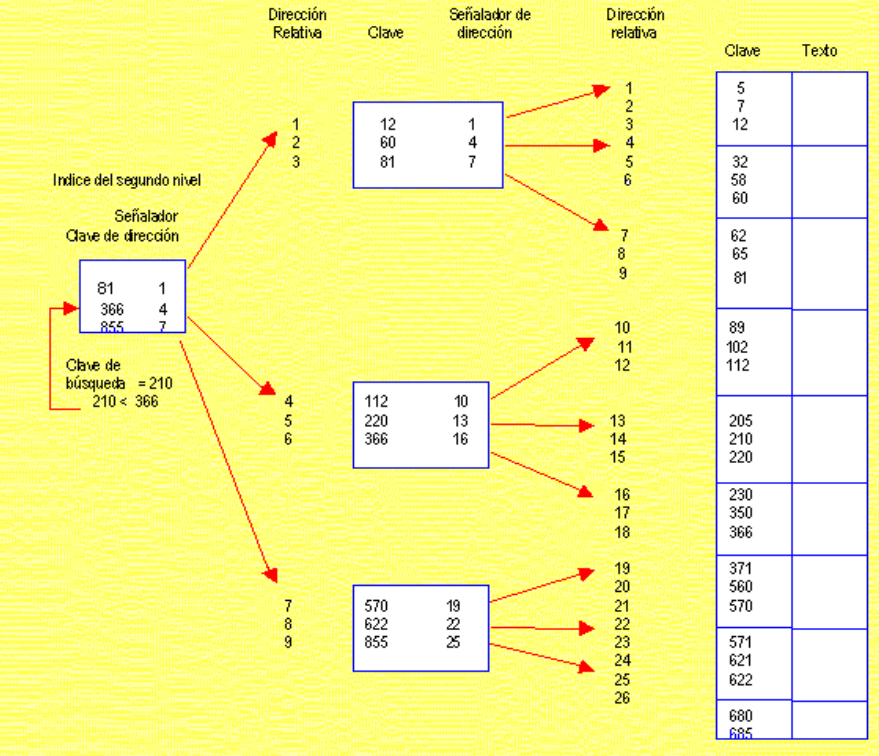 Dirección Relativa
Clave
Señalador de dirección
Dirección relativa
Clave Texto
Indice del segundo nivel
Señalador
Clave de dirección
81 1
366 4
855 7
Clave de
búsqueda = 210
210 < 366
1 12 1
2 60 4
3 81 7
4 112 10
5 220 13
6 366 16
7 570 19
8 622 22
9 855 25
1 5
2 7
3 12
4 32
5 58
6 60
7 62
8 65
9 81
10 89
11 102
12 112
13 205
14 210
15 220
16 230
17 350
18 366
19 371
20 560
21 570
22 571
23 621
24 622
25 680
26 685